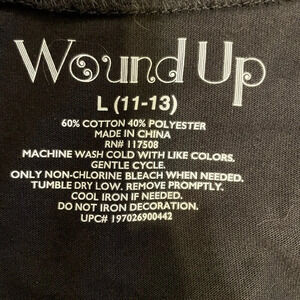 Wound Up
L (11-13)
60% COTTON 40% POLYESTER
MADE IN CHINA
RN# 117508
MACHINE WASH COLD WITH LIKE COLORS.
GENTLE CYCLE.
ONLY NON-CHLORINE BLEACH WHEN NEEDED.
TUMBLE DRY LOW. REMOVE PROMPTLY.
COOL IRON IF NEEDED.
DO NOT IRON DECORATION.
UPC# 197026900442